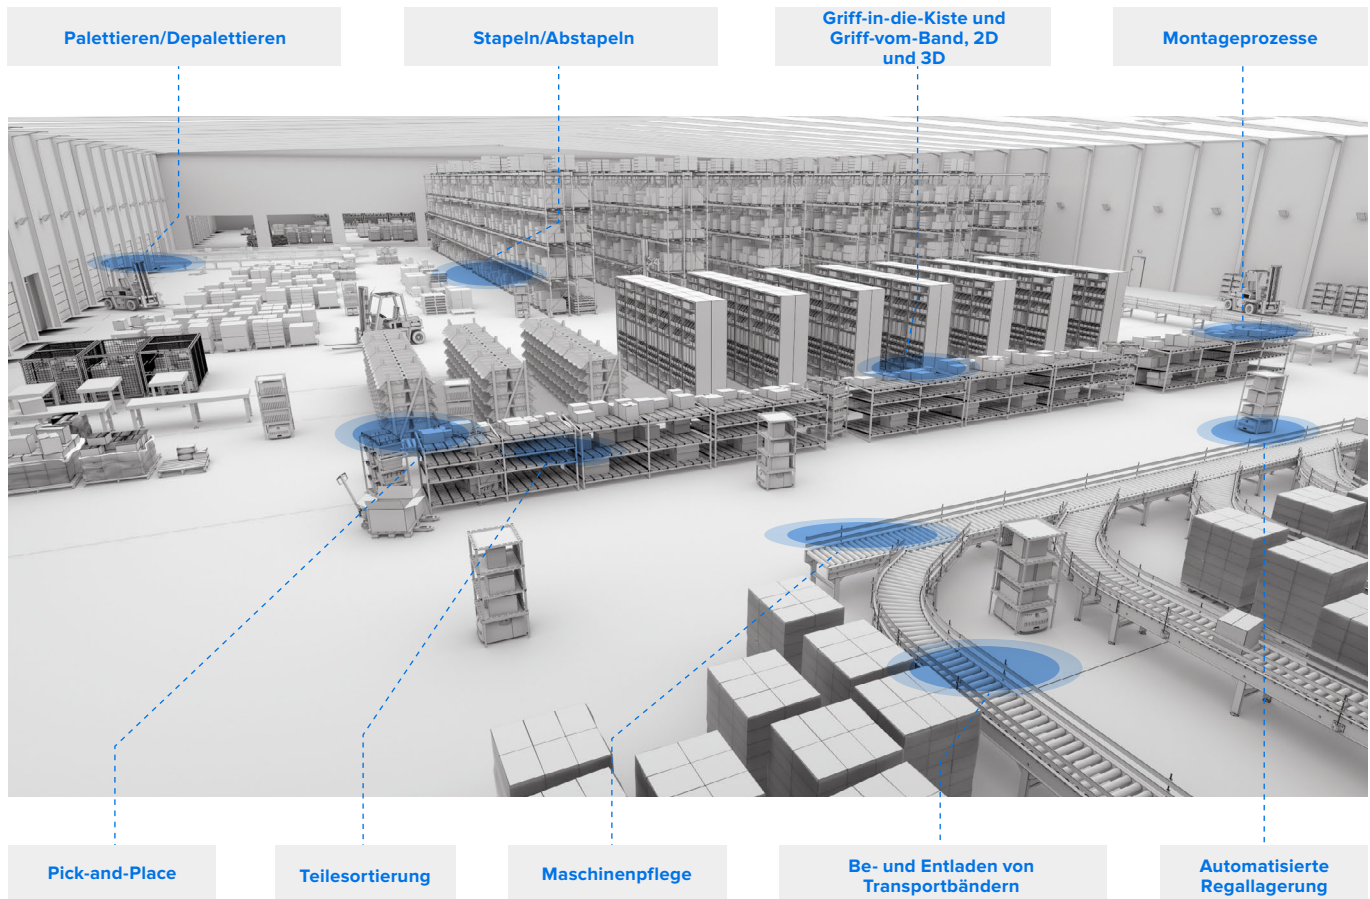 Palettieren/Depalettieren
Stapeln/Abstapeln
Griff-in-die-Kiste und
Griff-vom-Band, 2D
und 3D
Montageprozesse
Pick-and-Place
Teilesortierung
Maschinenpflege
Be- und Entladen von
Transportbändern
Automatisierte
Regallagerung